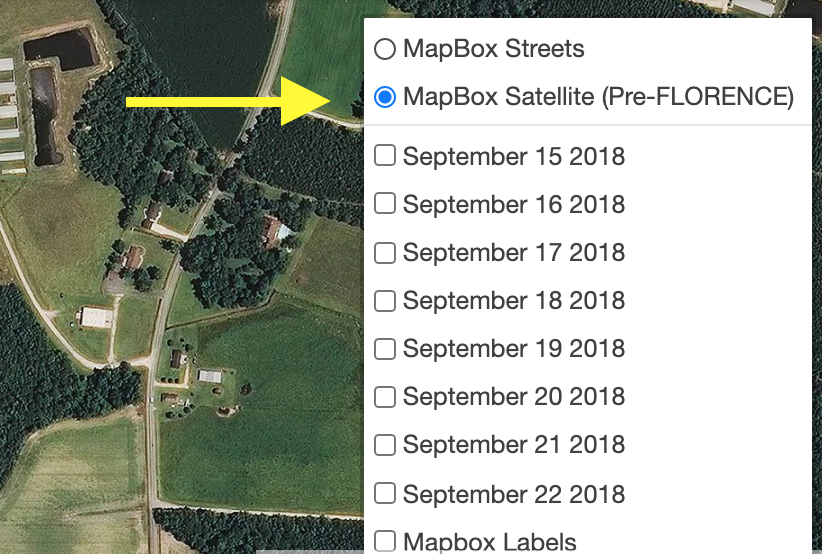 MapBox Streets
MapBox Satellite (Pre-FLORENCE)
September 15 2018
September 16 2018
September 17 2018
September 18 2018
September 19 2018
September 20 2018
September 21 2018
September 22 2018
Mapbox Labels